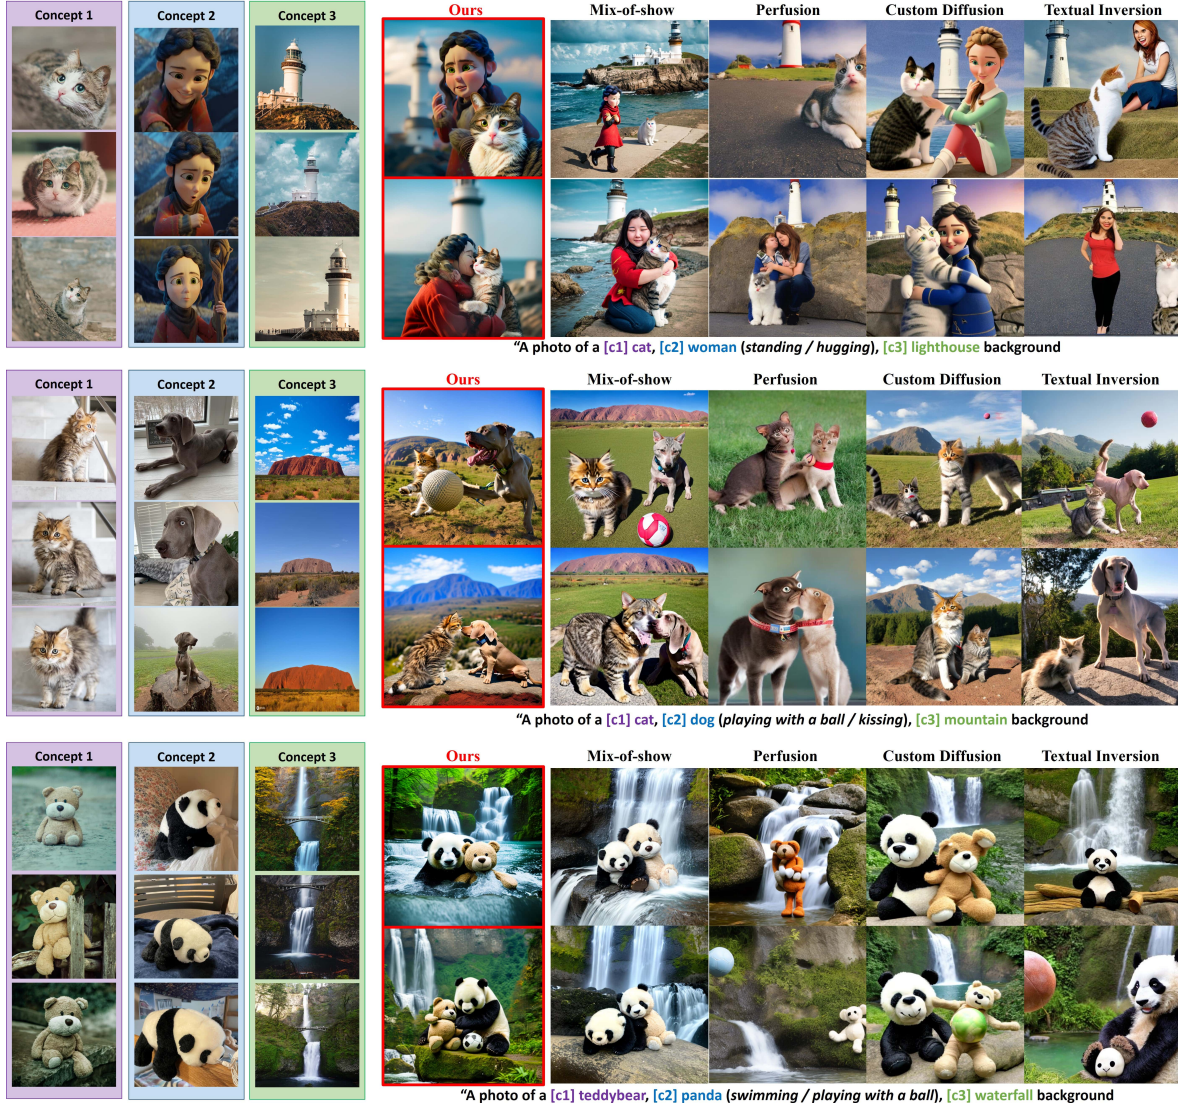 Concept 1 Concept 2 Concept 3
Ours Mix-of-show Perfusion Custom Diffusion Textual Inversion
“A photo of a [c1] cat, [c2] woman (standing / hugging), [c3] lighthouse background
Concept 1 Concept 2 Concept 3
Ours Mix-of-show Perfusion Custom Diffusion Textual Inversion
“A photo of a [c1] cat, [c2] dog (playing with a ball / kissing), [c3] mountain background
Concept 1 Concept 2 Concept 3
Ours Mix-of-show Perfusion Custom Diffusion Textual Inversion
“A photo of a [c1] teddybear, [c2] panda (swimming / playing with a ball), [c3] waterfall background